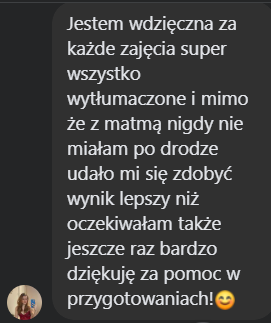 Jestem wdzięczna za
każde zajęcia super
wszystko
wytłumaczone i mimo
że z matmą nigdy nie
miałam po drodze
udało mi się zdobyć
wynik lepszy niż
oczekiwałam także
jeszcze raz bardzo
dziękuję za pomoc w
przygotowaniach!😊